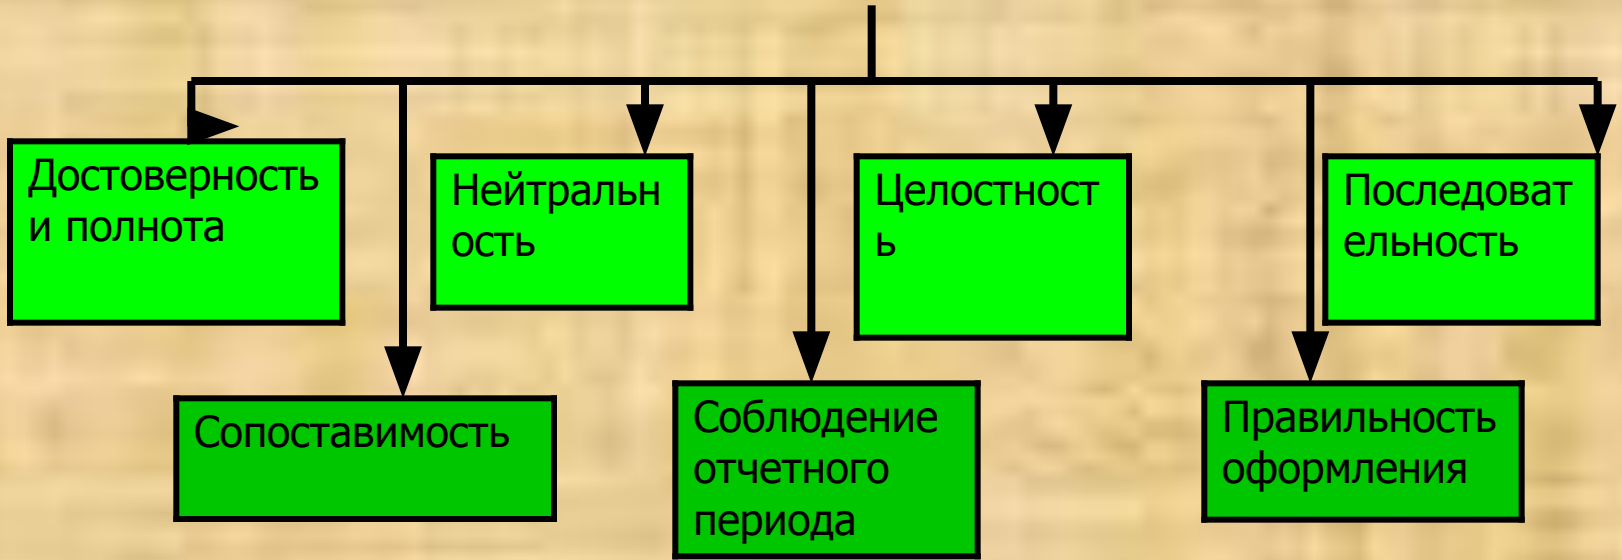 Достоверность
и полнота
Нейтральн
ость
Целостност
ь
Последоват
ельность
Сопоставимость
Соблюдение
отчетного
периода
Правильность
оформления